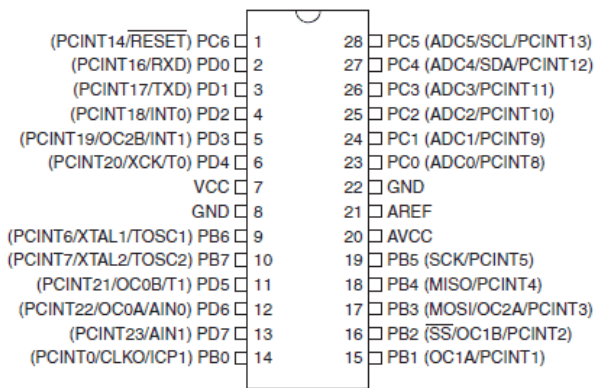 (PCINT14/RESET) PC6 1 28 PC5 (ADC5/SCL/PCINT13)
(PCINT16/RXD) PD0 2 27 PC4 (ADC4/SDA/PCINT12)
(PCINT17/TXD) PD1 3 26 PC3 (ADC3/PCINT11)
(PCINT18/INT0) PD2 4 25 PC2 (ADC2/PCINT10)
(PCINT19/OC2B/INT1) PD3 5 24 PC1 (ADC1/PCINT9)
(PCINT20/XCK/T0) PD4 6 23 PC0 (ADC0/PCINT8)
VCC 7 22 GND
GND 8 21 AREF
(PCINT6/XTAL1/TOSC1) PB6 9 20 AVCC
(PCINT7/XTAL2/TOSC2) PB7 10 19 PB5 (SCK/PCINT5)
(PCINT21/OC0B/T1) PD5 11 18 PB4 (MISO/PCINT4)
(PCINT22/OC0A/AIN0) PD6 12 17 PB3 (MOSI/OC2A/PCINT3)
(PCINT23/AIN1) PD7 13 16 PB2 (SS/OC1B/PCINT2)
(PCINT0/CLKO/ICP1) PB0 14 15 PB1 (OC1A/PCINT1)